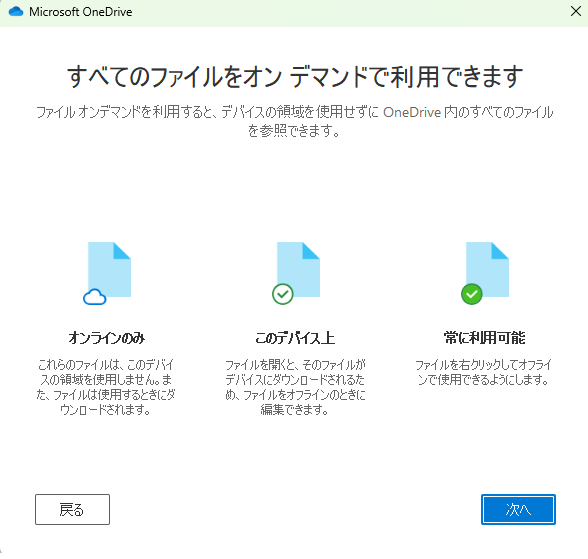 Microsoft OneDrive
すべてのファイルをオン デマンドで利用できます
ファイル オンデマンドを利用すると、デバイスの領域を使用せずに OneDrive 内のすべてのファイル
を参照できます。
オンラインのみ
これらのファイルは、このデバイ
スの領域を使用しません。ま
た、ファイルは使用するときにダ
ウンロードされます。
このデバイス上
ファイルを開くと、そのファイルが
デバイスにダウンロードされるた
め、ファイルをオフラインのときに
編集できます。
常に利用可能
ファイルを右クリックしてオフライ
ンで使用できるようにします。
戻る
次へ